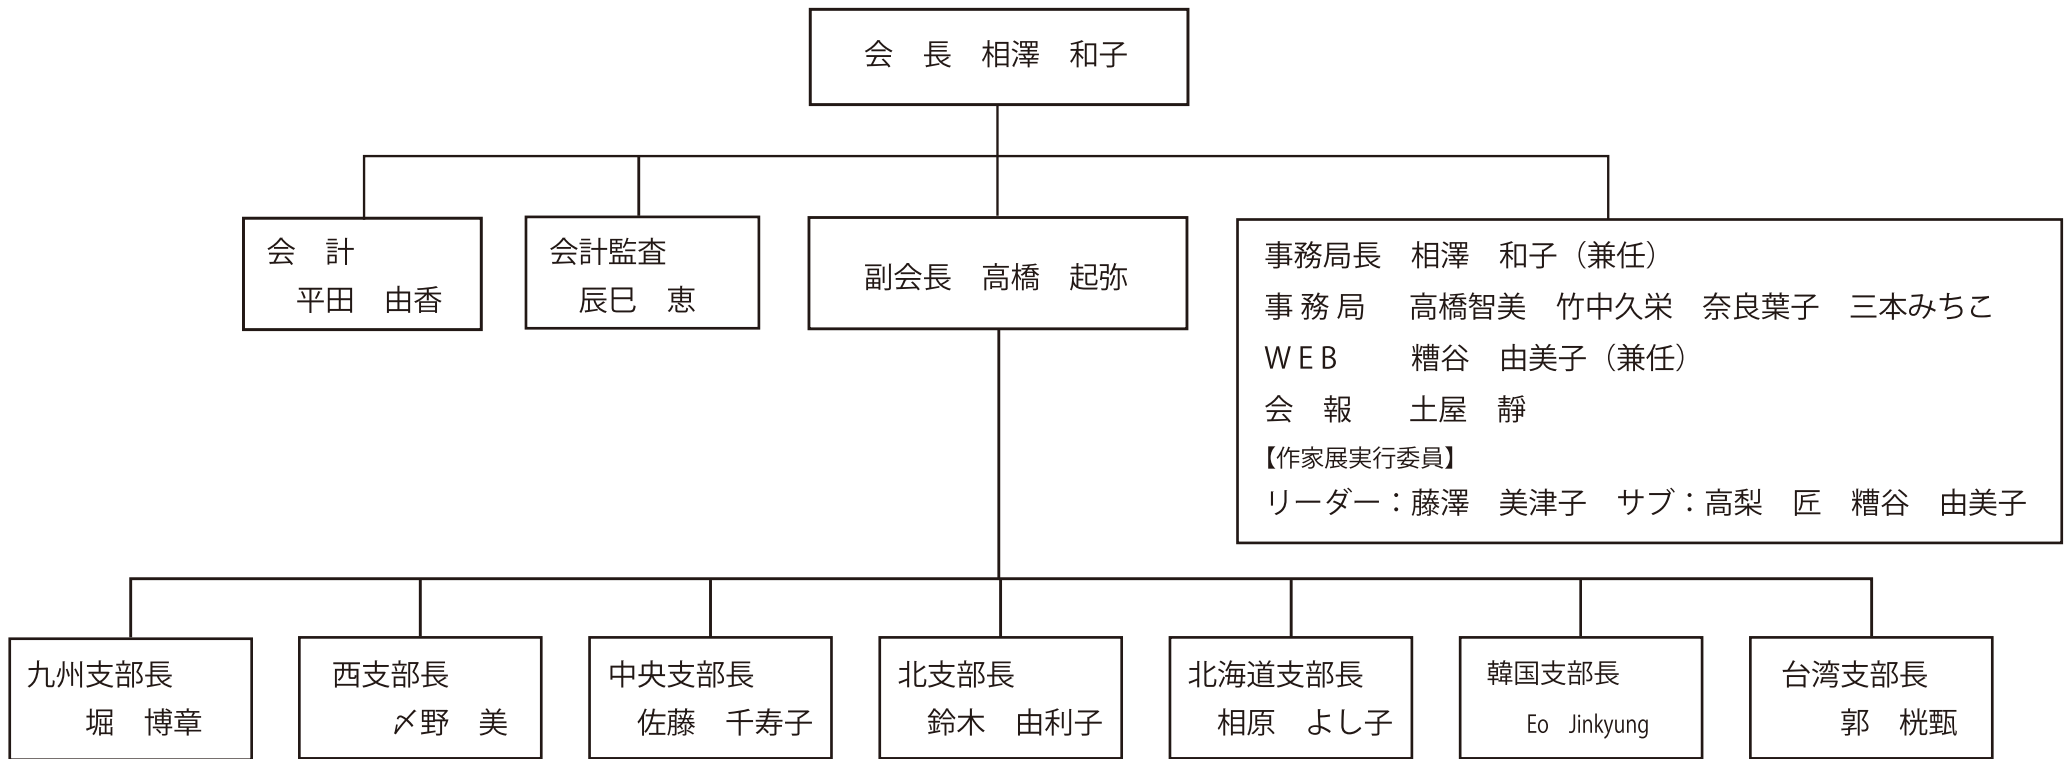 会　長　相澤　和子
会　計
平田　由香
会計監査
辰巳　恵
副会長　高橋　起弥
事務局長　相澤　和子（兼任）
事 務 局　高橋智美　竹中久栄　奈良葉子　三本みちこ
W E B　糟谷　由美子（兼任）
会　報　土屋　靜
【作家展実行委員】
リーダー：藤澤　美津子　サブ：高梨　匠　糟谷　由美子
九州支部長
堀　博章
西支部長
〆野　美
中央支部長
佐藤　千寿子
北支部長
鈴木　由利子
北海道支部長
相原　よし子
韓国支部長
Eo　Jinkyung
台湾支部長
郭　桄甄